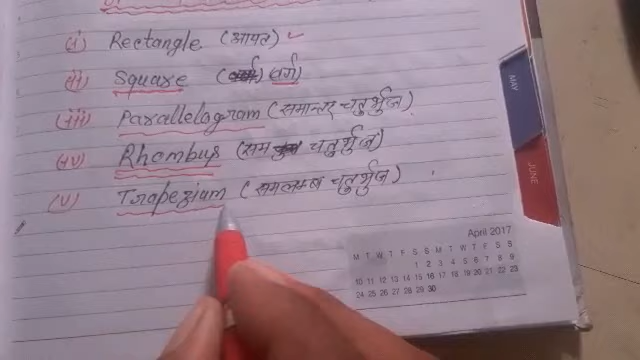 (i) Rectangle (आयत)
(ii) Square (वर्ग)
(iii) Parallelogram (समान्तर चतुर्भुज)
(iv) Rhombus (सम चतुर्भुज)
(v) Trapezium (समलम्ब चतुर्भुज)
MAY
JUNE
April 2017
M T W T F S S
1 2
3 4 5 6 7 8 9
10 11 12 13 14 15 16
17 18 19 20 21 22 23
24 25 26 27 28 29 30